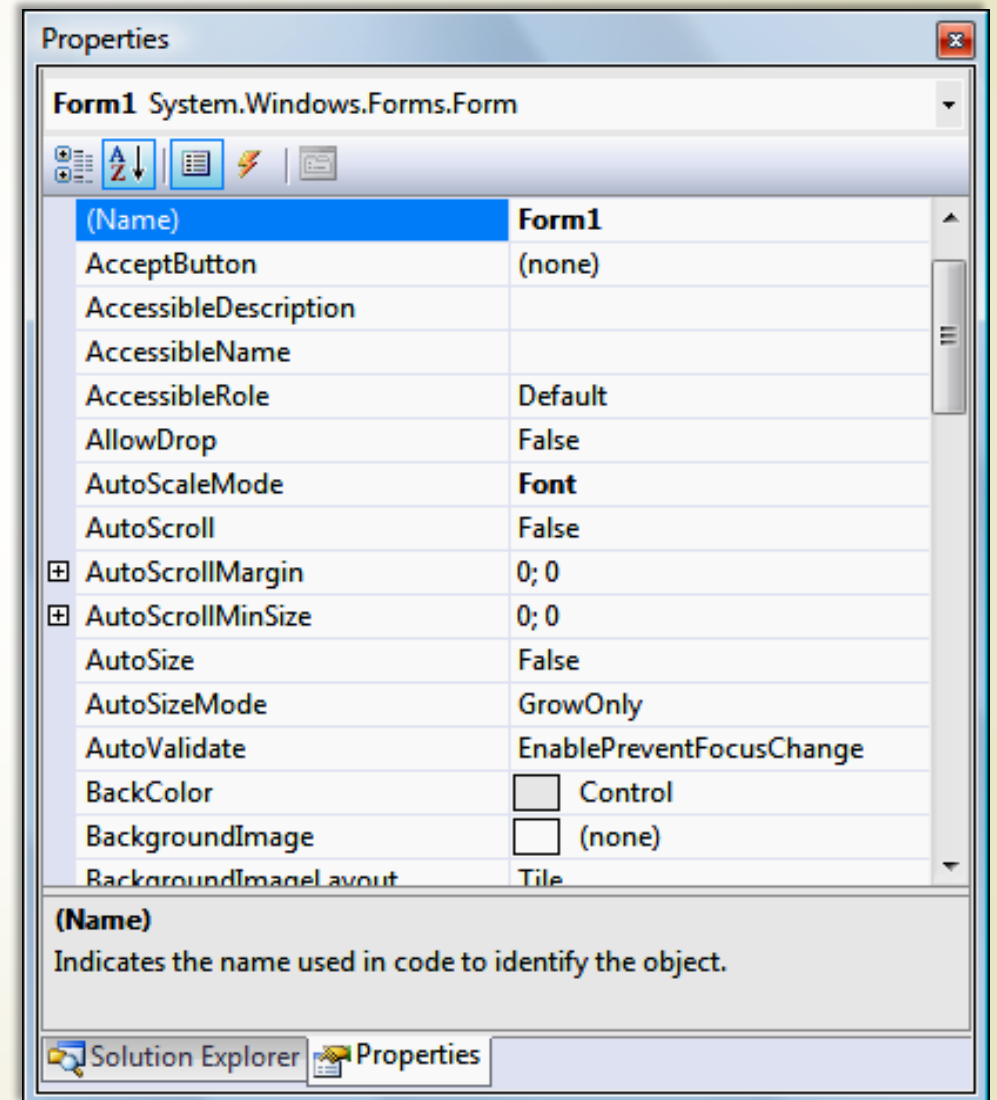 Properties
Form1 System.Windows.Forms.Form
(Name) Form1
AcceptButton (none)
AccessibleDescription
AccessibleName
AccessibleRole Default
AllowDrop False
AutoScaleMode Font
AutoScroll False
AutoScrollMargin 0; 0
AutoScrollMinSize 0; 0
AutoSize False
AutoSizeMode GrowOnly
AutoValidate EnablePreventFocusChange
BackColor Control
BackgroundImage (none)
BackgroundImageLayout Tile
(Name)
Indicates the name used in code to identify the object.
Solution Explorer Properties